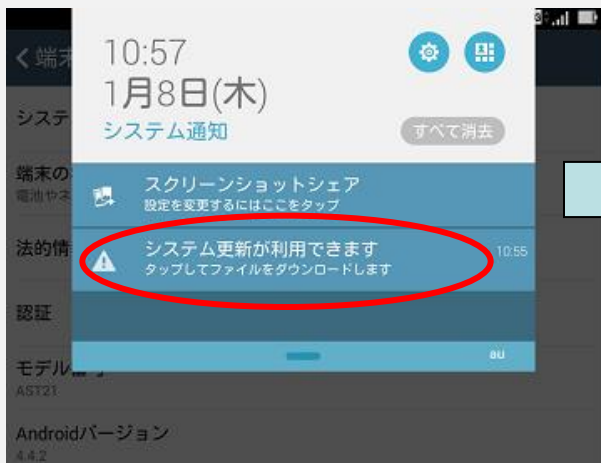 10:57
1月8日(木)
システム通知
すべて消去
スクリーンショットシェア
設定を変更するにはここをタップ
システム更新が利用できます
10:55
タップしてファイルをダウンロードします
au
端末
システ
端末の
電池やネ
法的情
認証
モデル番号
AST21
Androidバージョン
4.4.2